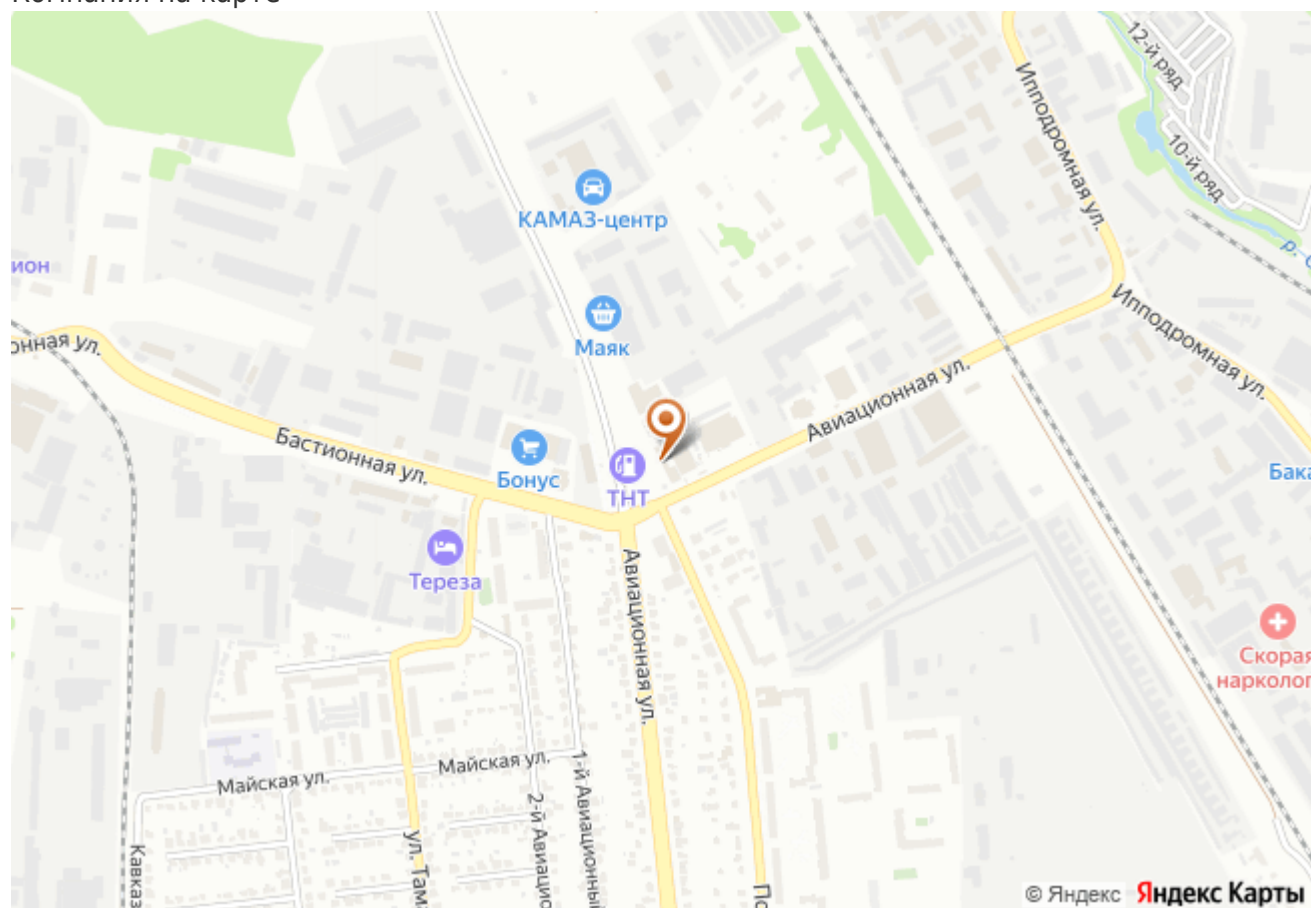 12-й ряд
Ипподромная ул.
10-й ряд
КАМАЗ-центр
Маяк
Ипподромная ул.
Авиационная ул.
Бастионная ул.
Бонус
ТНТ
Тереза
Авиационная ул.
Скорая
Майская ул.
Майская ул.
1-й Авиационный
2-й
ул.
© Яндекс Яндекс Карты